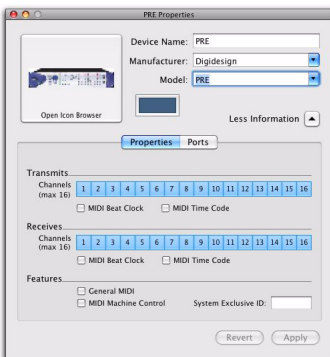 PRE Properties
Device Name: PRE
Manufacturer: Digidesign
Model: PRE
Open Icon Browser
Less Information
Properties Ports
Transmits
Channels (max 16) 1 2 3 4 5 6 7 8 9 10 11 12 13 14 15 16
MIDI Beat Clock MIDI Time Code
Receives
Channels (max 16) 1 2 3 4 5 6 7 8 9 10 11 12 13 14 15 16
MIDI Beat Clock MIDI Time Code
Features
General MIDI
MIDI Machine Control System Exclusive ID:
Revert Apply